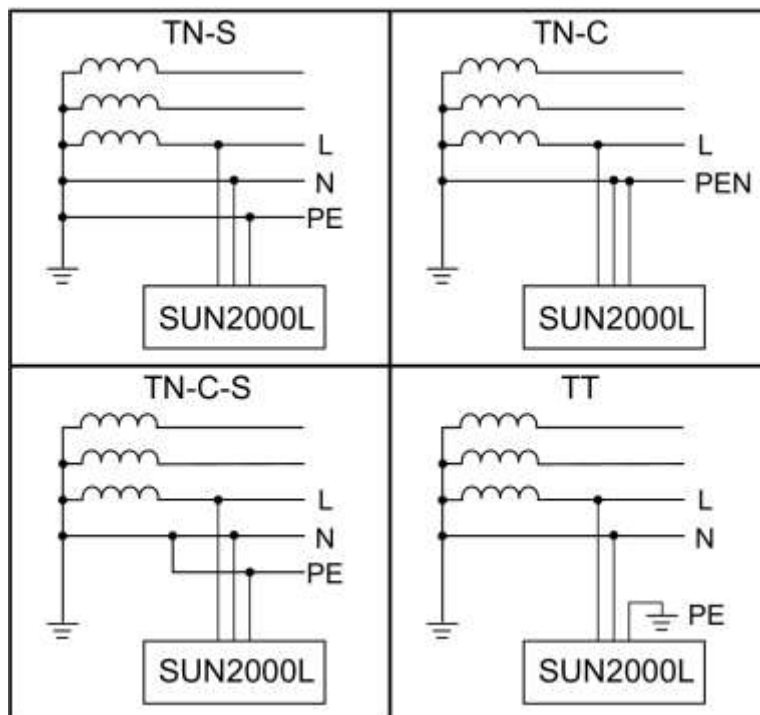 TN-S
L
N
PE
SUN2000L
TN-C
L
PEN
SUN2000L
TN-C-S
L
N
PE
SUN2000L
TT
L
N
PE
SUN2000L